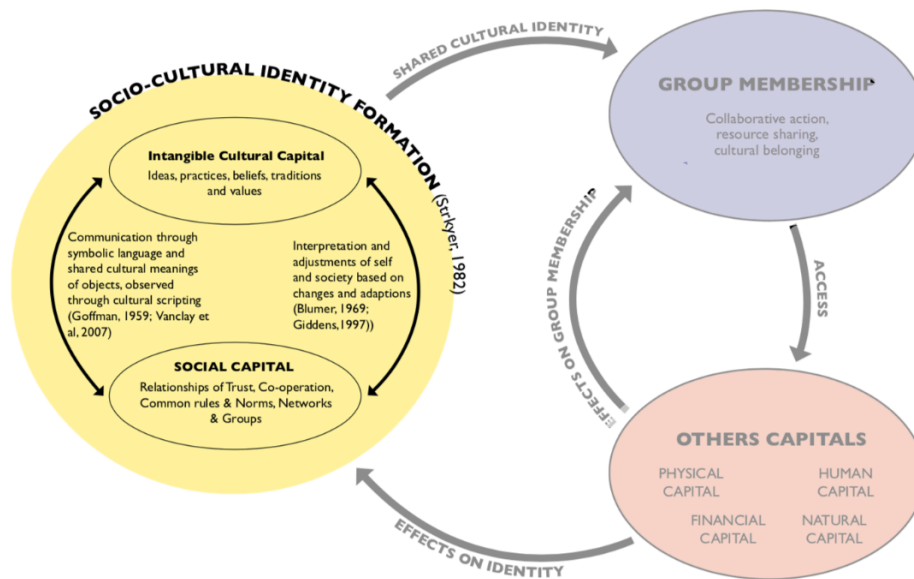 SOCIO-CULTURAL IDENTITY FORMATION (Strkyer, 1982)
Intangible Cultural Capital
Ideas, practices, beliefs, traditions
and values
Communication through
symbolic language and
shared cultural meanings
of objects, observed
through cultural scripting
(Goffman, 1959; Vanclay et
al, 2007)
Interpretation and
adjustments of self
and society based on
changes and adaptions
(Blumer, 1969;
Giddens,1997))
SOCIAL CAPITAL
Relationships of Trust, Co-operation,
Common rules & Norms, Networks
& Groups
SHARED CULTURAL IDENTITY
GROUP MEMBERSHIP
Collaborative action,
resource sharing,
cultural belonging
EFFECTS ON GROUP MEMBERSHIP
ACCESS
OTHERS CAPITALS
PHYSICAL
CAPITAL
HUMAN
CAPITAL
FINANCIAL
CAPITAL
NATURAL
CAPITAL
EFFECTS ON IDENTITY